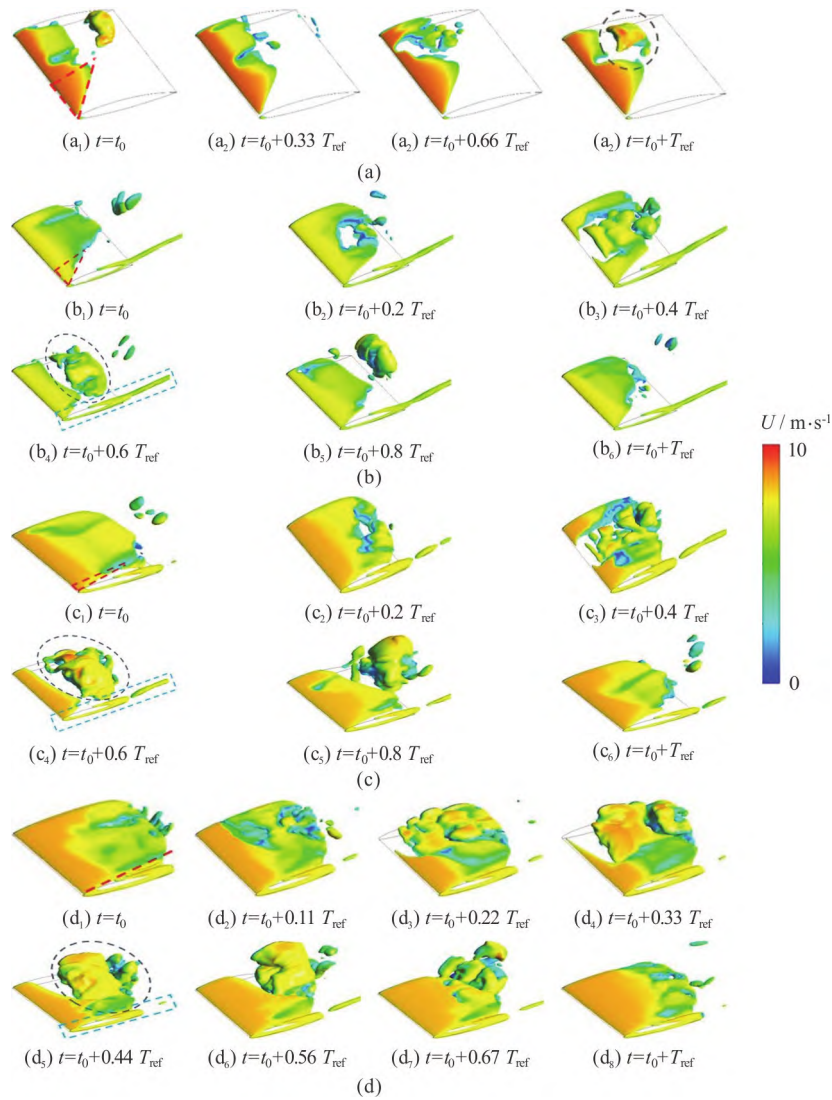 (a₁) t=t₀ (a₂) t=t₀+0.33 Tref (a₂) t=t₀+0.66 Tref (a₂) t=t₀+Tref
(a)
(b₁) t=t₀ (b₂) t=t₀+0.2 Tref (b₃) t=t₀+0.4 Tref
(b₄) t=t₀+0.6 Tref (b₅) t=t₀+0.8 Tref (b₆) t=t₀+Tref
(b)
U / m·s⁻¹
10
0
(c₁) t=t₀ (c₂) t=t₀+0.2 Tref (c₃) t=t₀+0.4 Tref
(c₄) t=t₀+0.6 Tref (c₅) t=t₀+0.8 Tref (c₆) t=t₀+Tref
(c)
(d₁) t=t₀ (d₂) t=t₀+0.11 Tref (d₃) t=t₀+0.22 Tref (d₄) t=t₀+0.33 Tref
(d₅) t=t₀+0.44 Tref (d₆) t=t₀+0.56 Tref (d₇) t=t₀+0.67 Tref (d₈) t=t₀+Tref
(d)